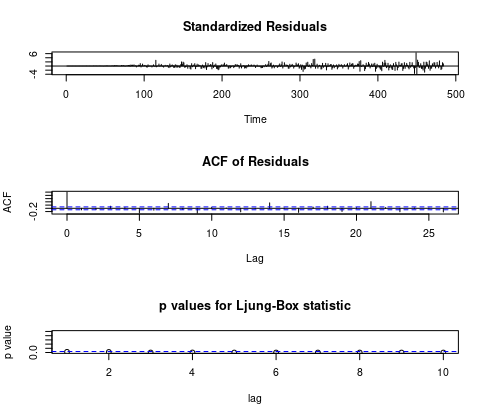 Standardized Residuals
6
-4
0 100 200 300 400 500
Time
ACF of Residuals
ACF
-0.2
0 5 10 15 20 25
Lag
p values for Ljung-Box statistic
p value
0.0
2 4 6 8 10
lag